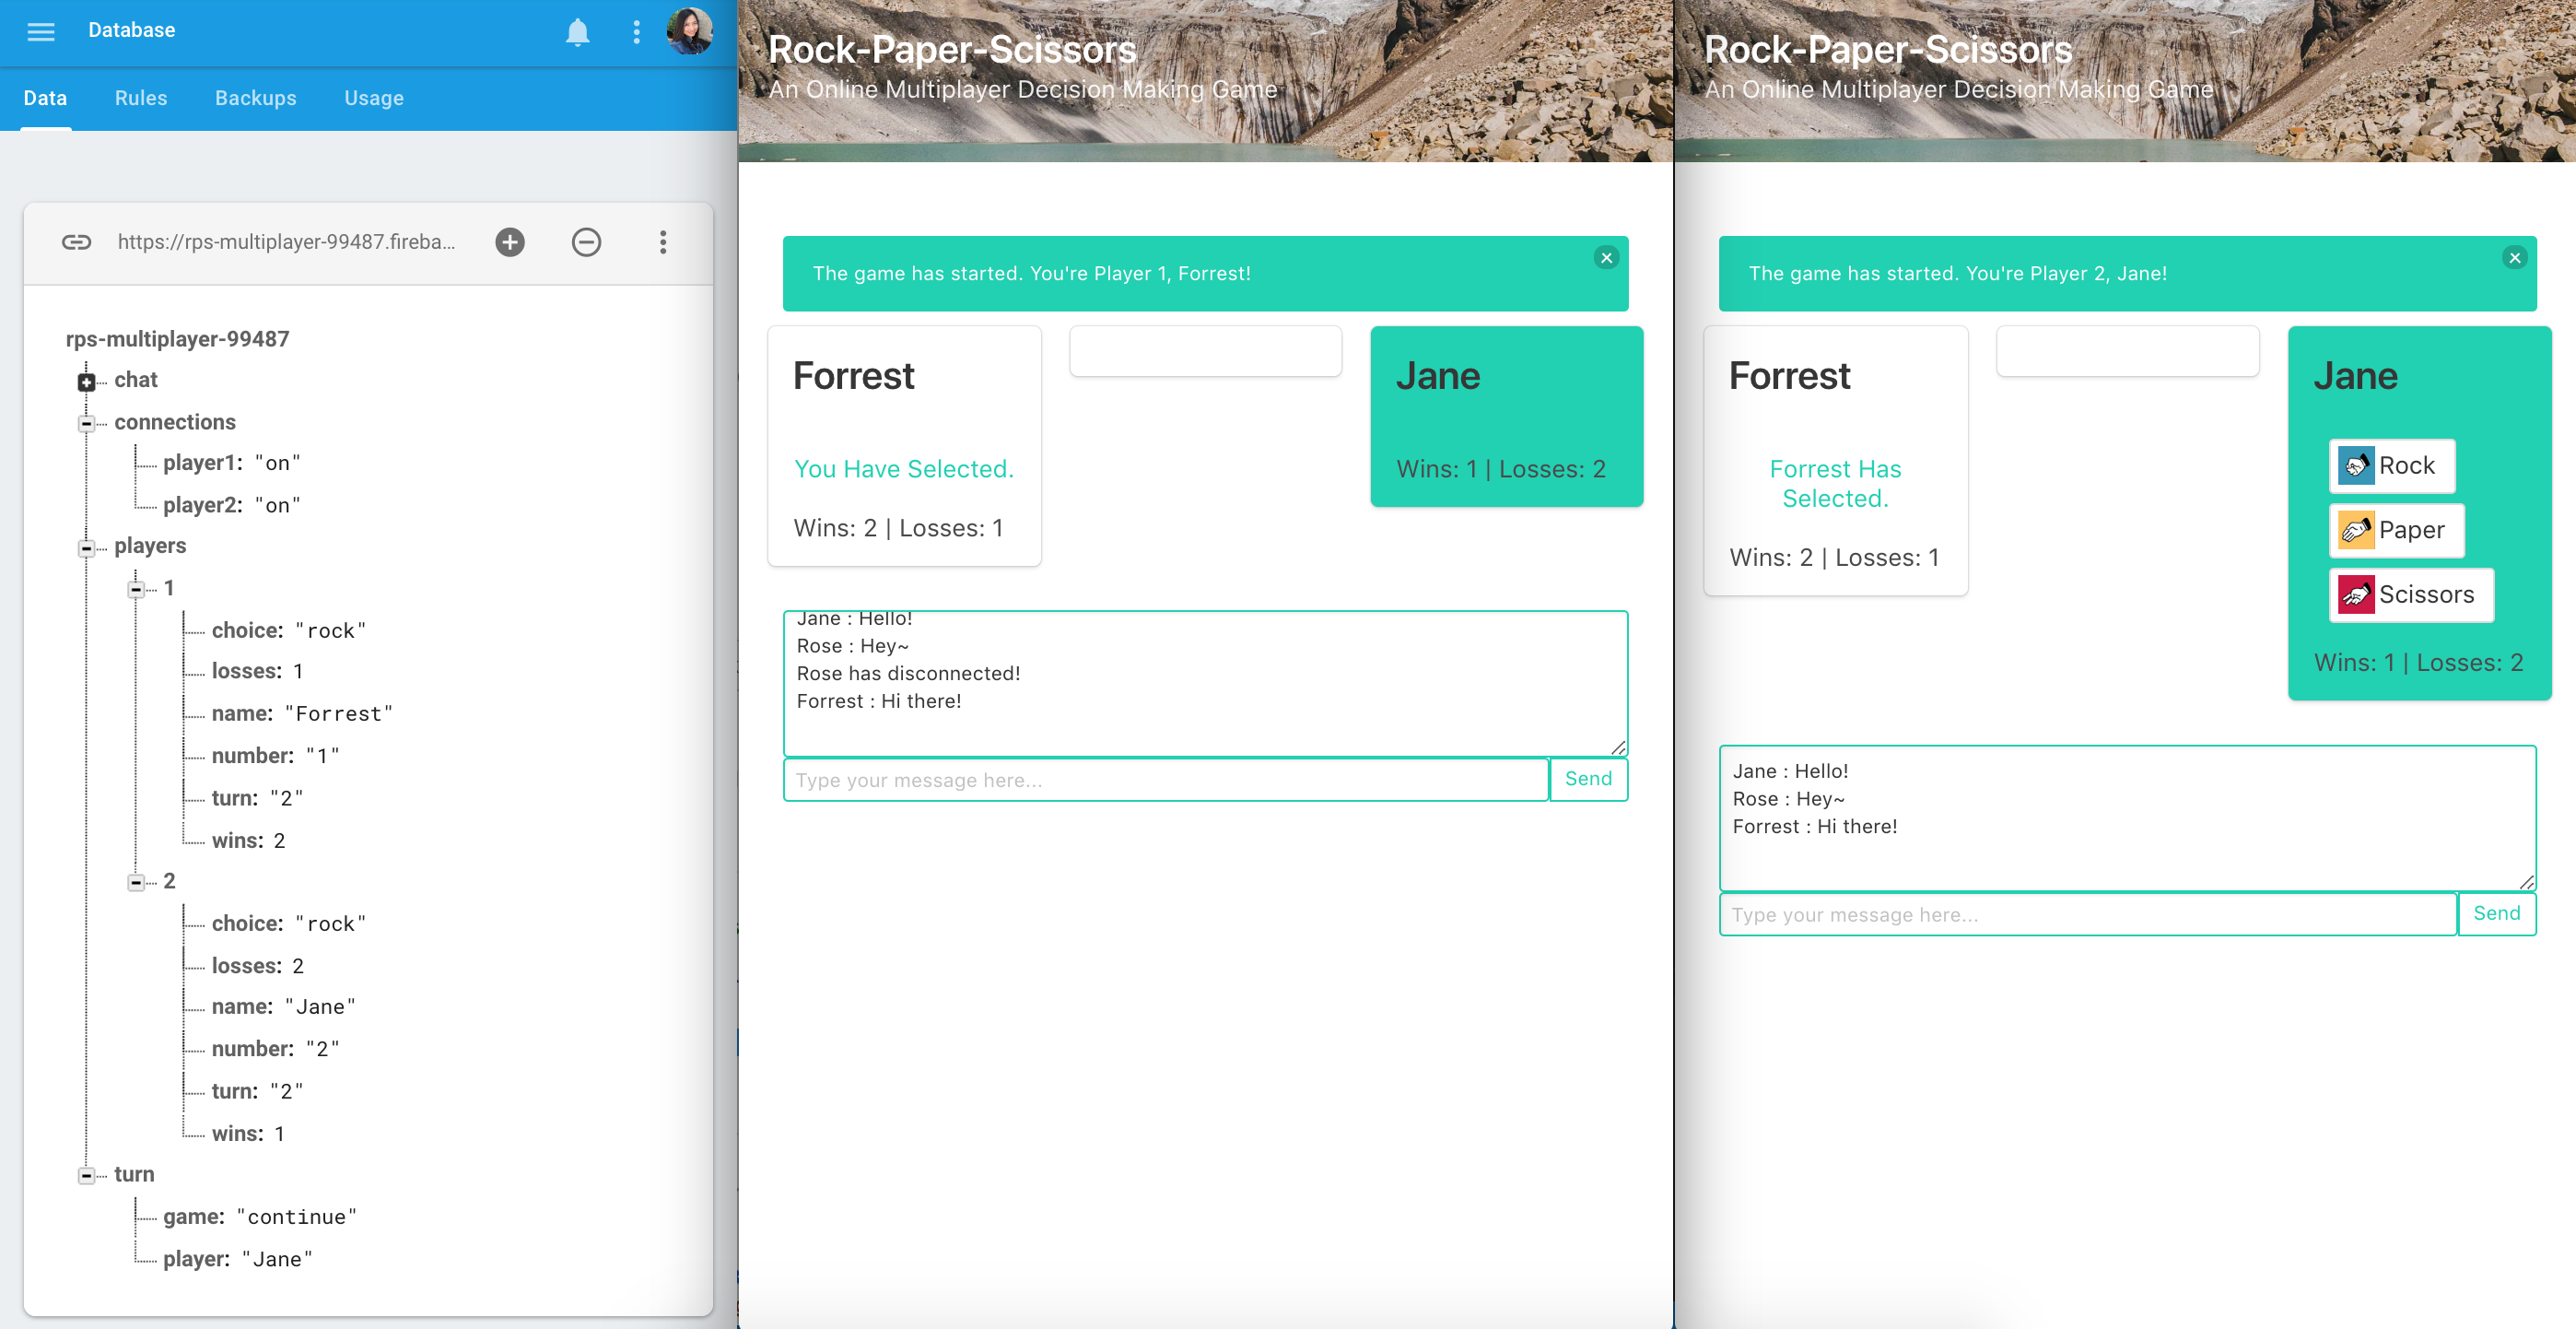 Database
Data
Rules
Backups
Usage
https://rps-multiplayer-99487.fireba...
rps-multiplayer-99487
chat
connections
player1: "on"
player2: "on"
players
1
choice: "rock"
losses: 1
name: "Forrest"
number: "1"
turn: "2"
wins: 2
2
choice: "rock"
losses: 2
name: "Jane"
number: "2"
turn: "2"
wins: 1
turn
game: "continue"
player: "Jane"
Rock-Paper-Scissors
An Online Multiplayer Decision Making Game
The game has started. You're Player 1, Forrest!
Forrest
You Have Selected.
Wins: 2 | Losses: 1
Jane
Wins: 1 | Losses: 2
Jane : Hello!
Rose : Hey~
Rose has disconnected!
Forrest : Hi there!
Type your message here...
Send
Rock-Paper-Scissors
An Online Multiplayer Decision Making Game
The game has started. You're Player 2, Jane!
Forrest
Forrest Has
Selected.
Wins: 2 | Losses: 1
Jane
Rock
Paper
Scissors
Wins: 1 | Losses: 2
Jane : Hello!
Rose : Hey~
Forrest : Hi there!
Type your message here...
Send